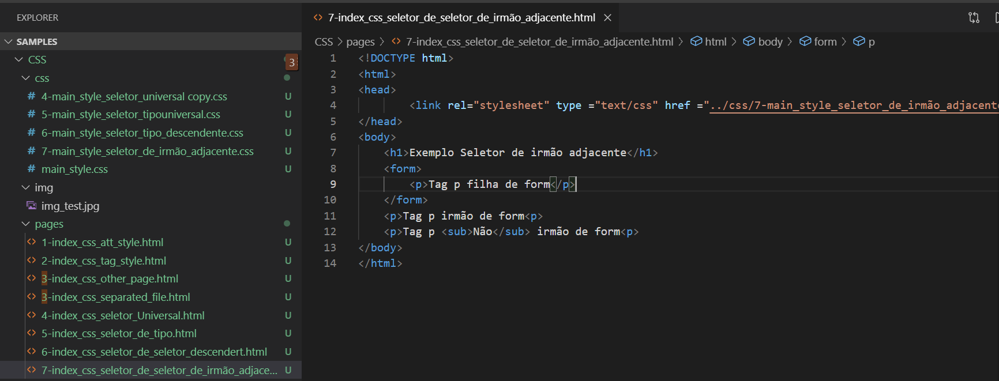 EXPLORER
SAMPLES
CSS 3
css
# 4-main_style_seletor_universal copy.css U
# 5-main_style_seletor_tipouniversal.css U
# 6-main_style_seletor_tipo_descendente.css U
# 7-main_style_seletor_de_irmão_adjacente.css U
# main_style.css U
img
img_test.jpg
pages
<> 1-index_css_att_style.html U
<> 2-index_css_tag_style.html U
<> 3-index_css_other_page.html U
<> 3-index_css_separated_file.html U
<> 4-index_css_seletor_Universal.html U
<> 5-index_css_seletor_de_tipo.html U
<> 6-index_css_seletor_de_seletor_descendert.html U
<> 7-index_css_seletor_de_seletor_de_irmão_adjace... U
<> 7-index_css_seletor_de_seletor_de_irmão_adjacente.html
CSS > pages > <> 7-index_css_seletor_de_seletor_de_irmão_adjacente.html > html > body > form > p
1 <!DOCTYPE html>
2 <html>
3 <head>
4 <link rel="stylesheet" type ="text/css" href ="../css/7-main_style_seletor_de_irmão_adjacent
5 </head>
6 <body>
7 <h1>Exemplo Seletor de irmão adjacente</h1>
8 <form>
9 <p>Tag p filha de form</p>
10 </form>
11 <p>Tag p irmão de form<p>
12 <p>Tag p <sub>Não</sub> irmão de form<p>
13 </body>
14 </html>